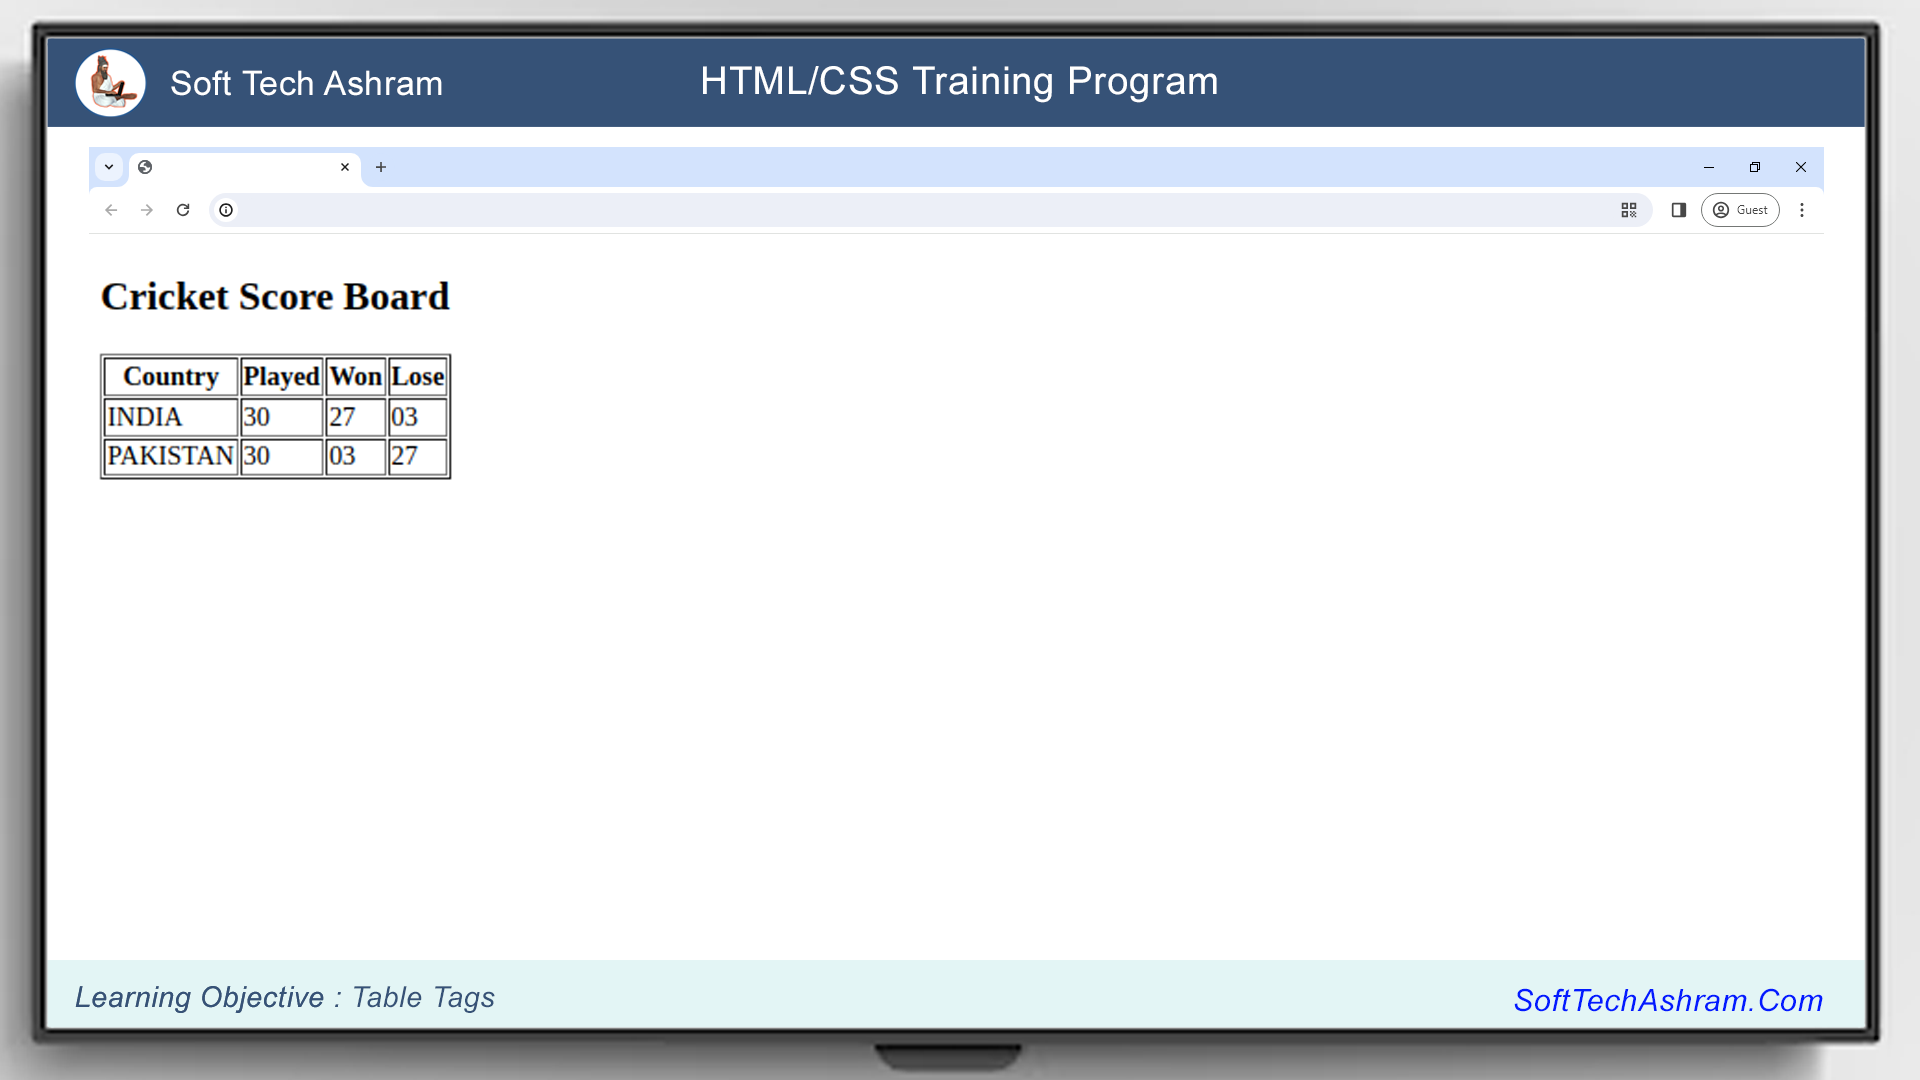 Soft Tech Ashram
HTML/CSS Training Program
Guest
Cricket Score Board
Country Played Won Lose
INDIA 30 27 03
PAKISTAN 30 03 27
Learning Objective : Table Tags
SoftTechAshram.Com